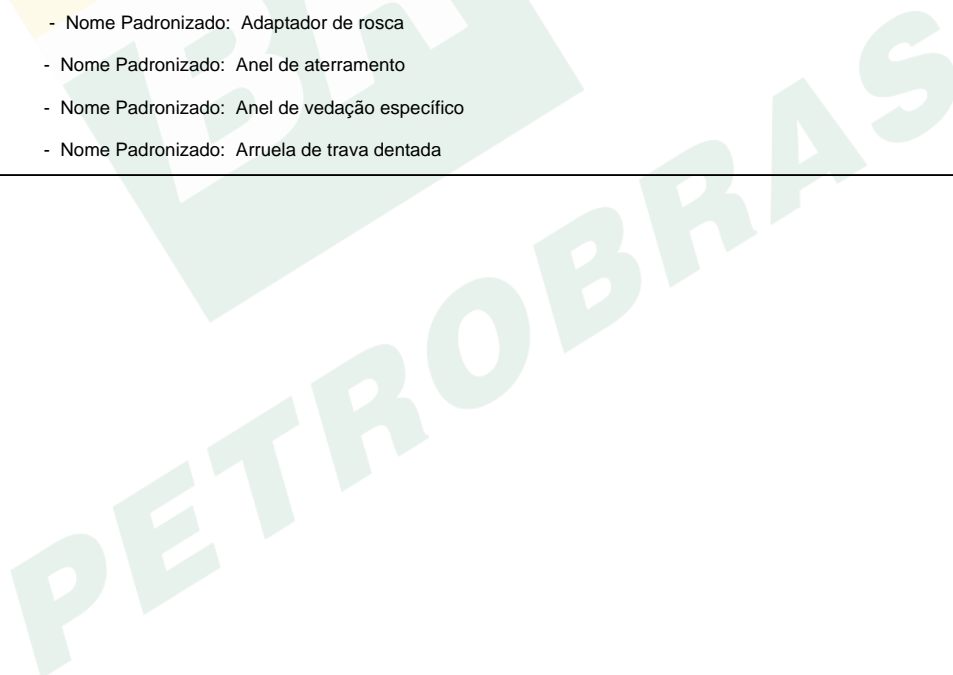 - Nome Padronizado: Adaptador de rosca
- Nome Padronizado: Anel de aterramento
- Nome Padronizado: Anel de vedação específico
- Nome Padronizado: Arruela de trava dentada
BR
PETROBRAS